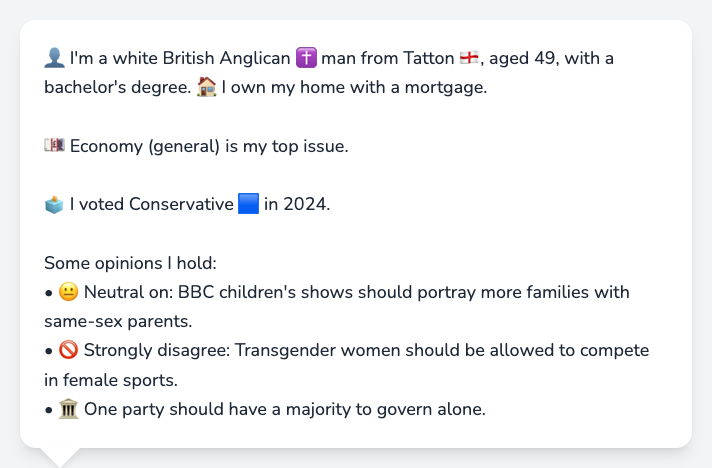 👤 I'm a white British Anglican ✝️ man from Tatton 🏴󠁧󠁢󠁥󠁮󠁧󠁿, aged 49, with a
bachelor's degree. 🏠 I own my home with a mortgage.
💷 Economy (general) is my top issue.
🗳️ I voted Conservative 🟦 in 2024.
Some opinions I hold:
• 😐 Neutral on: BBC children's shows should portray more families with
same-sex parents.
• 🚫 Strongly disagree: Transgender women should be allowed to compete
in female sports.
• 🏛️ One party should have a majority to govern alone.